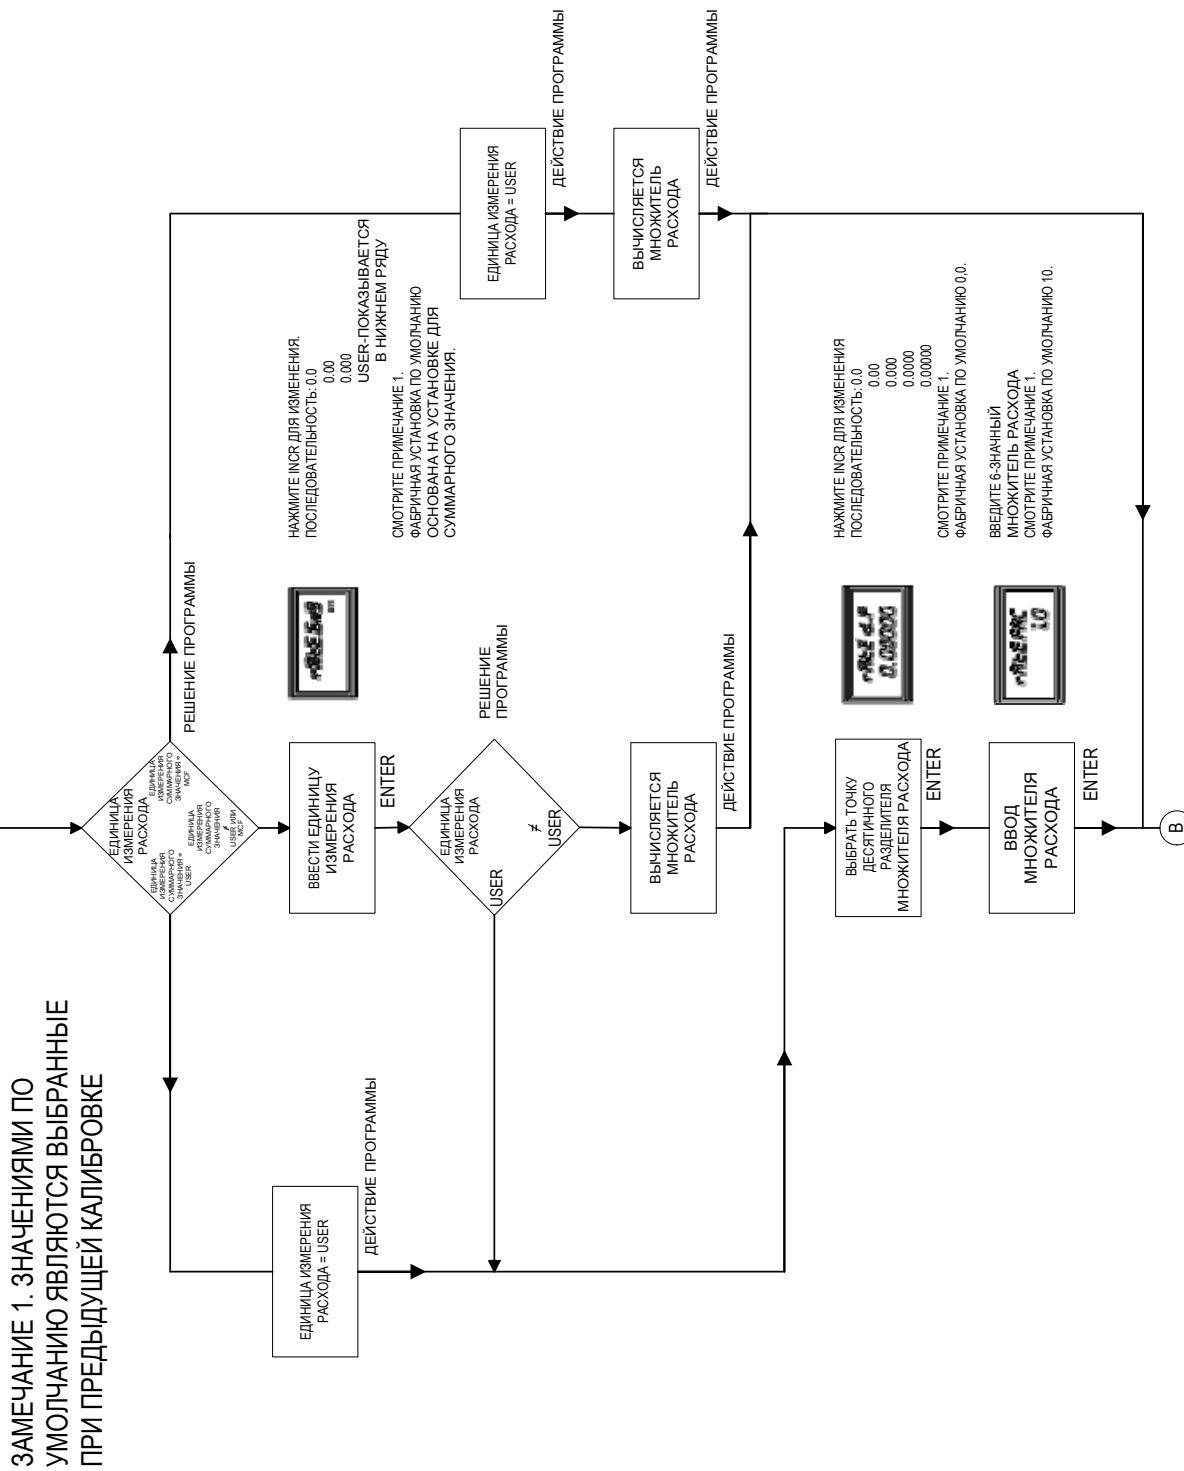 ЗАМЕЧАНИЕ 1. ЗНАЧЕНИЯМИ ПО
УМОЛЧАНИЮ ЯВЛЯЮТСЯ ВЫБРАННЫЕ
ПРИ ПРЕДЫДУЩЕЙ КАЛИБРОВКЕ
ЕДИНИЦА
ИЗМЕРЕНИЯ
РАСХОДА
ЕДИНИЦА
ИЗМЕРЕНИЯ
СУММАРНОГО
ЗНАЧЕНИЯ =
USER
ЕДИНИЦА
ИЗМЕРЕНИЯ
СУММАРНОГО
ЗНАЧЕНИЯ
≠
USER ИЛИ
MCF
ЕДИНИЦА
ИЗМЕРЕНИЯ
СУММАРНОГО
ЗНАЧЕНИЯ =
MCF
РЕШЕНИЕ ПРОГРАММЫ
ЕДИНИЦА ИЗМЕРЕНИЯ
РАСХОДА = USER
ДЕЙСТВИЕ ПРОГРАММЫ
ВВЕСТИ ЕДИНИЦУ
ИЗМЕРЕНИЯ
РАСХОДА
ENTER
НАЖМИТЕ INCR ДЛЯ ИЗМЕНЕНИЯ.
ПОСЛЕДОВАТЕЛЬНОСТЬ: 0.0
0.00
0.000
USER-ПОКАЗЫВАЕТСЯ
В НИЖНЕМ РЯДУ
СМОТРИТЕ ПРИМЕЧАНИЕ 1.
ФАБРИЧНАЯ УСТАНОВКА ПО УМОЛЧАНИЮ
ОСНОВАНА НА УСТАНОВКЕ ДЛЯ
СУММАРНОГО ЗНАЧЕНИЯ.
ЕДИНИЦА
ИЗМЕРЕНИЯ
РАСХОДА
USER
≠
USER
РЕШЕНИЕ
ПРОГРАММЫ
ЕДИНИЦА ИЗМЕРЕНИЯ
РАСХОДА = USER
ДЕЙСТВИЕ ПРОГРАММЫ
ВЫЧИСЛЯЕТСЯ
МНОЖИТЕЛЬ
РАСХОДА
ДЕЙСТВИЕ ПРОГРАММЫ
ВЫЧИСЛЯЕТСЯ
МНОЖИТЕЛЬ
РАСХОДА
ДЕЙСТВИЕ ПРОГРАММЫ
ВЫБРАТЬ ТОЧКУ
ДЕСЯТИЧНОГО
РАЗДЕЛИТЕЛЯ
МНОЖИТЕЛЯ РАСХОДА
ENTER
rAtE d.P
0.00000
НАЖМИТЕ INCR ДЛЯ ИЗМЕНЕНИЯ
ПОСЛЕДОВАТЕЛЬНОСТЬ: 0.0
0.00
0.000
0.0000
0.00000
СМОТРИТЕ ПРИМЕЧАНИЕ 1.
ФАБРИЧНАЯ УСТАНОВКА ПО УМОЛЧАНИЮ 0,0.
ВВОД
МНОЖИТЕЛЯ
РАСХОДА
ENTER
1.0
ВВЕДИТЕ 6-ЗНАЧНЫЙ
МНОЖИТЕЛЬ РАСХОДА
СМОТРИТЕ ПРИМЕЧАНИЕ 1.
ФАБРИЧНАЯ УСТАНОВКА ПО УМОЛЧАНИЮ 10.
B